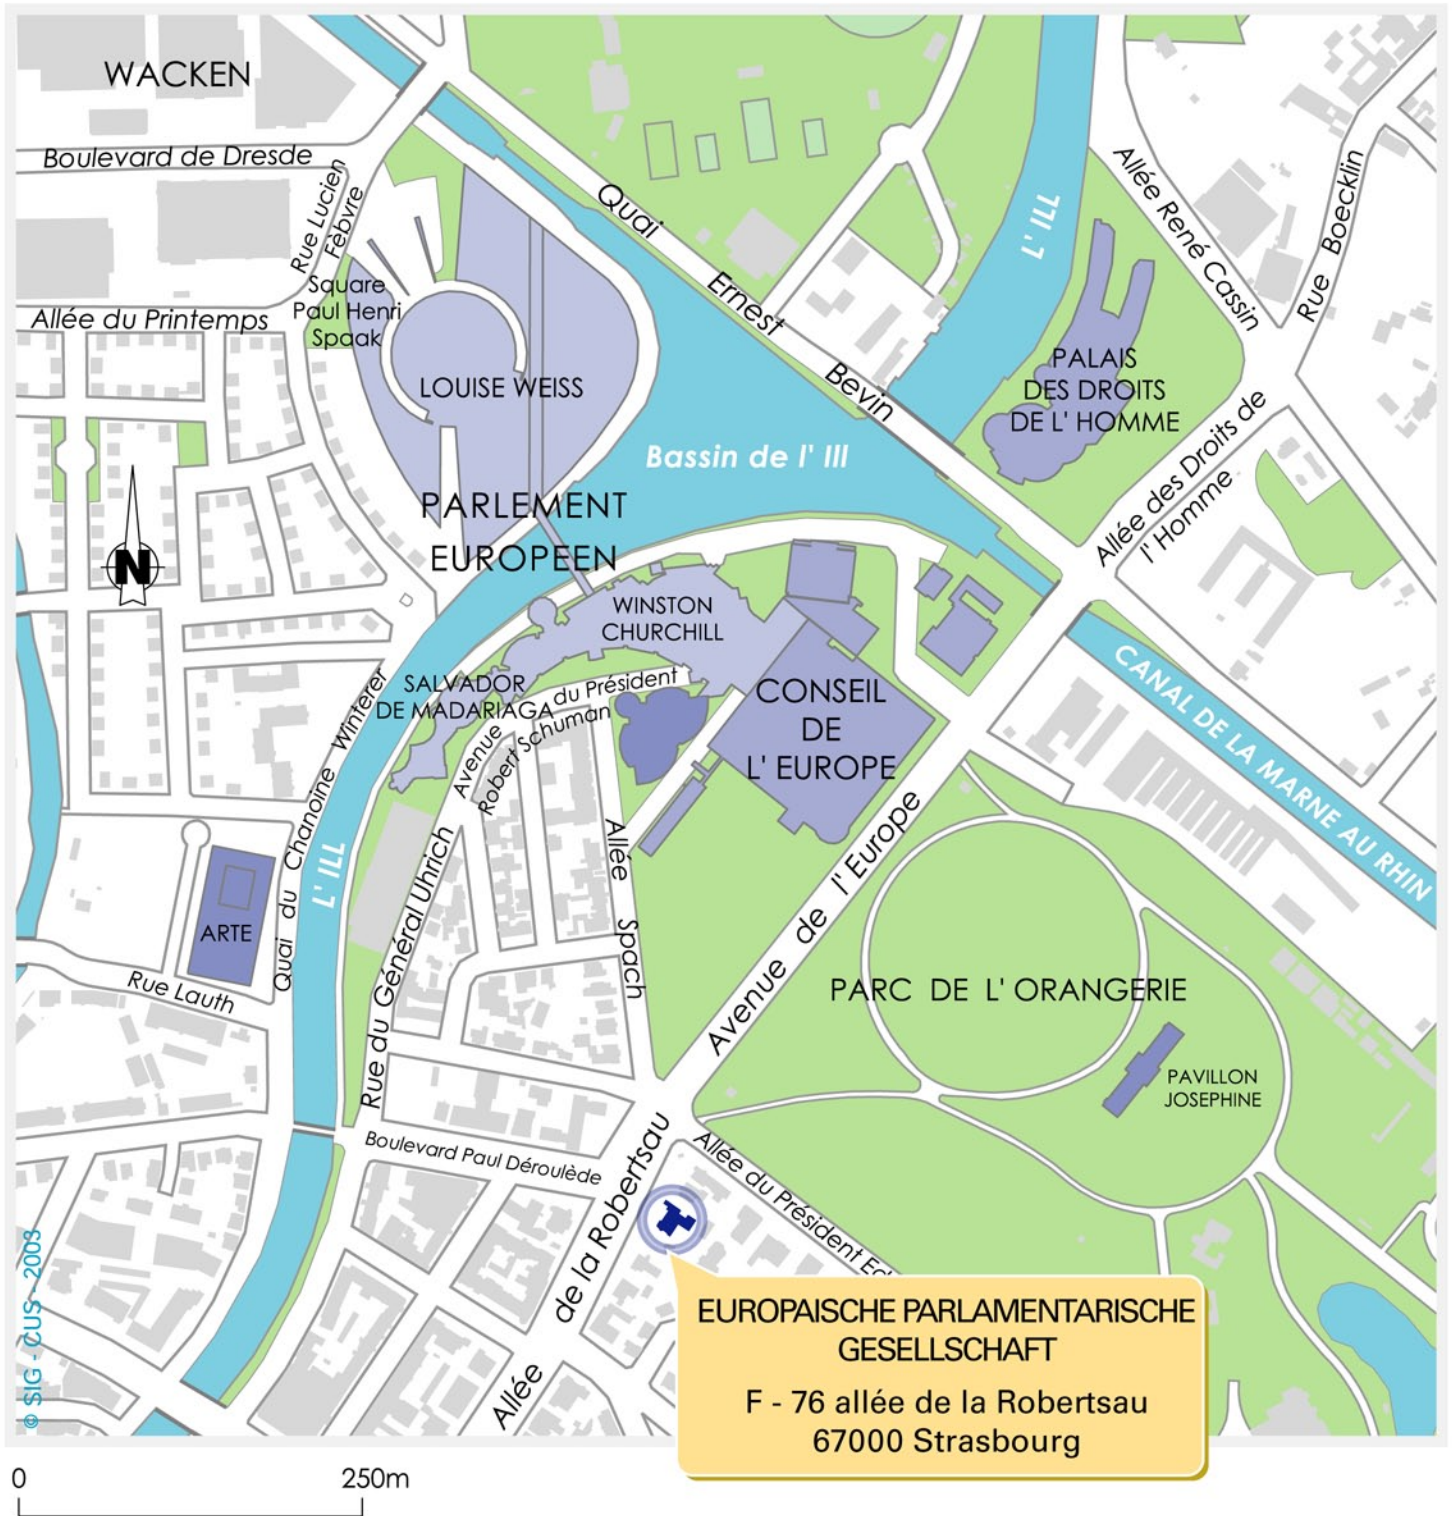 WACKEN
Boulevard de Dresde
Rue Lucien
Fèbvre
Quai
Ernest
Bevin
L' ILL
Allée René Cassin
Rue Boecklin
Square
Paul Henri
Spaak
Allée du Printemps
LOUISE WEISS
PALAIS
DES DROITS
DE L' HOMME
Bassin de l' Ill
Allée des Droits de
l' Homme
PARLEMENT
EUROPEEN
N
WINSTON
CHURCHILL
SALVADOR
DE MADARIAGA
Avenue du Président
Robert Schuman
CONSEIL
DE
L' EUROPE
CANAL DE LA MARNE AU RHIN
Quai du Chanoine Winterer
L' ILL
ARTE
Rue Lauth
Rue du Général Uhrich
Allée Spach
Avenue de l' Europe
PARC DE L' ORANGERIE
PAVILLON
JOSEPHINE
Boulevard Paul Déroulède
Allée du Président
Allée de la Robertsau
EUROPAISCHE PARLAMENTARISCHE
GESELLSCHAFT
F - 76 allée de la Robertsau
67000 Strasbourg
© SIG - CUS - 2003
0 250m